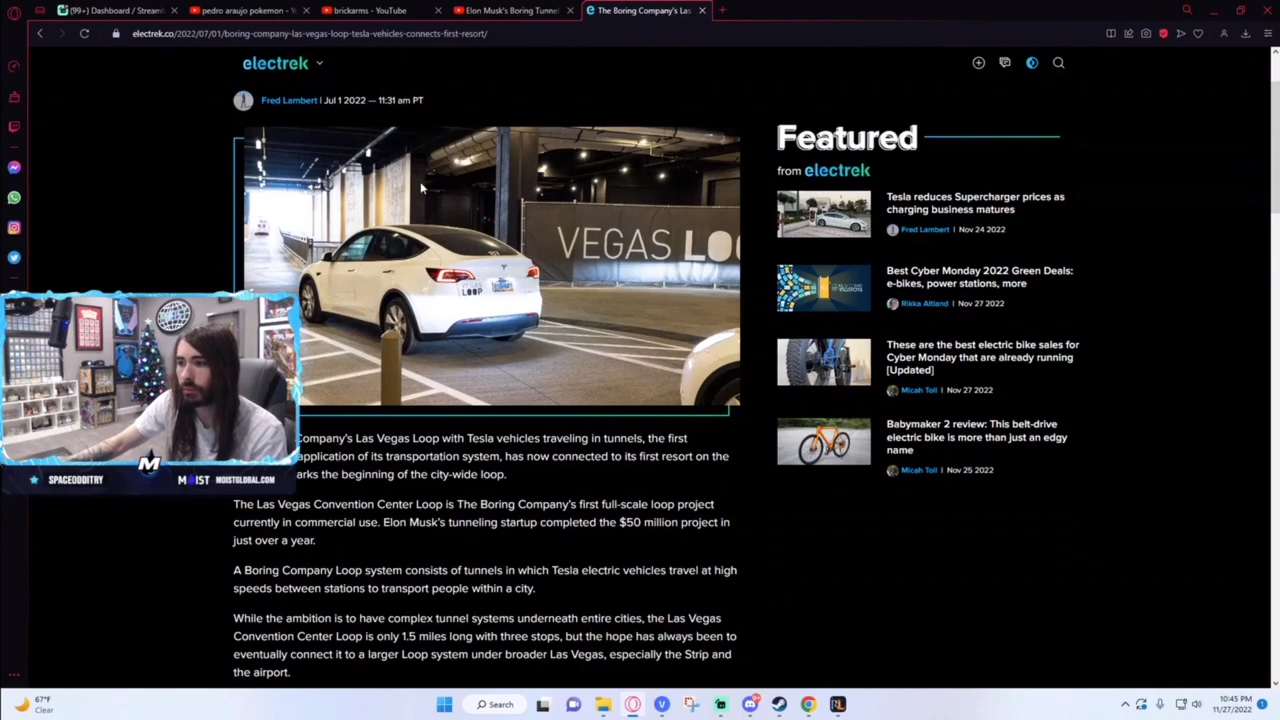 (99+) Dashboard / Streaml
pedro araujo pokemon - Y
brickarms - YouTube
Elon Musk's Boring Tunnel
The Boring Company's Las
electrek.co/2022/07/01/boring-company-las-vegas-loop-tesla-vehicles-connects-first-resort/
electrek
Fred Lambert | Jul 1 2022 — 11:31 am PT
VEGAS LO
VEGAS
LOOP
Featured
from electrek
Tesla reduces Supercharger prices as
charging business matures
Fred Lambert | Nov 24 2022
Best Cyber Monday 2022 Green Deals:
e-bikes, power stations, more
Rikka Altland | Nov 27 2022
These are the best electric bike sales for
Cyber Monday that are already running
[Updated]
Micah Toll | Nov 27 2022
Babymaker 2 review: This belt-drive
electric bike is more than just an edgy
name
Micah Toll | Nov 25 2022
Company's Las Vegas Loop with Tesla vehicles traveling in tunnels, the first
application of its transportation system, has now connected to its first resort on the
arks the beginning of the city-wide loop.
The Las Vegas Convention Center Loop is The Boring Company's first full-scale loop project
currently in commercial use. Elon Musk's tunneling startup completed the $50 million project in
just over a year.
A Boring Company Loop system consists of tunnels in which Tesla electric vehicles travel at high
speeds between stations to transport people within a city.
While the ambition is to have complex tunnel systems underneath entire cities, the Las Vegas
Convention Center Loop is only 1.5 miles long with three stops, but the hope has always been to
eventually connect it to a larger Loop system under broader Las Vegas, especially the Strip and
the airport.
SPACEODDITRY
M
MOIST MOISTGLOBAL.COM
67°F
Clear
Search
10:45 PM
11/27/2022